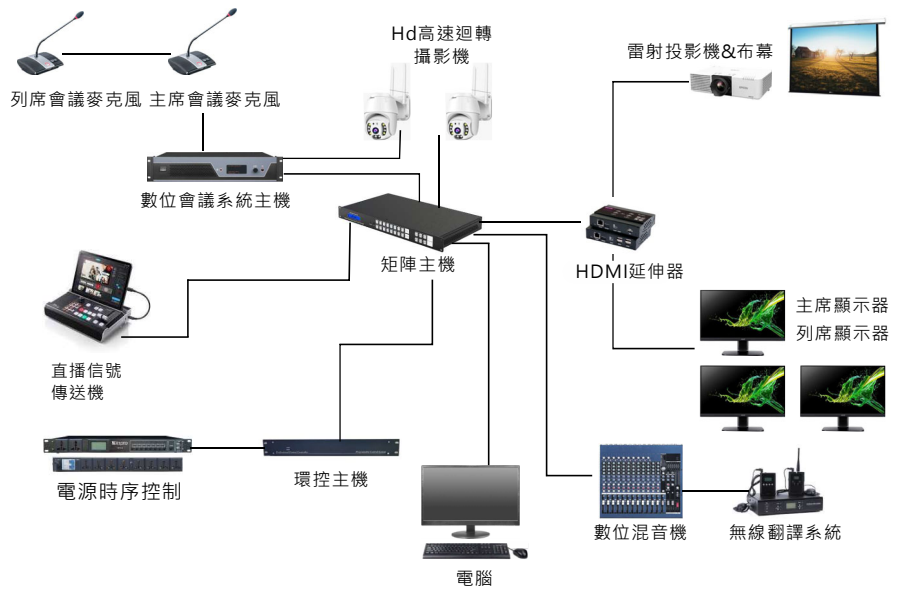 Hd高速迴轉
攝影機
雷射投影機&布幕
列席會議麥克風
主席會議麥克風
數位會議系統主機
矩陣主機
HDMI延伸器
主席顯示器
列席顯示器
直播信號
傳送機
電源時序控制
環控主機
數位混音機
無線翻譯系統
電腦